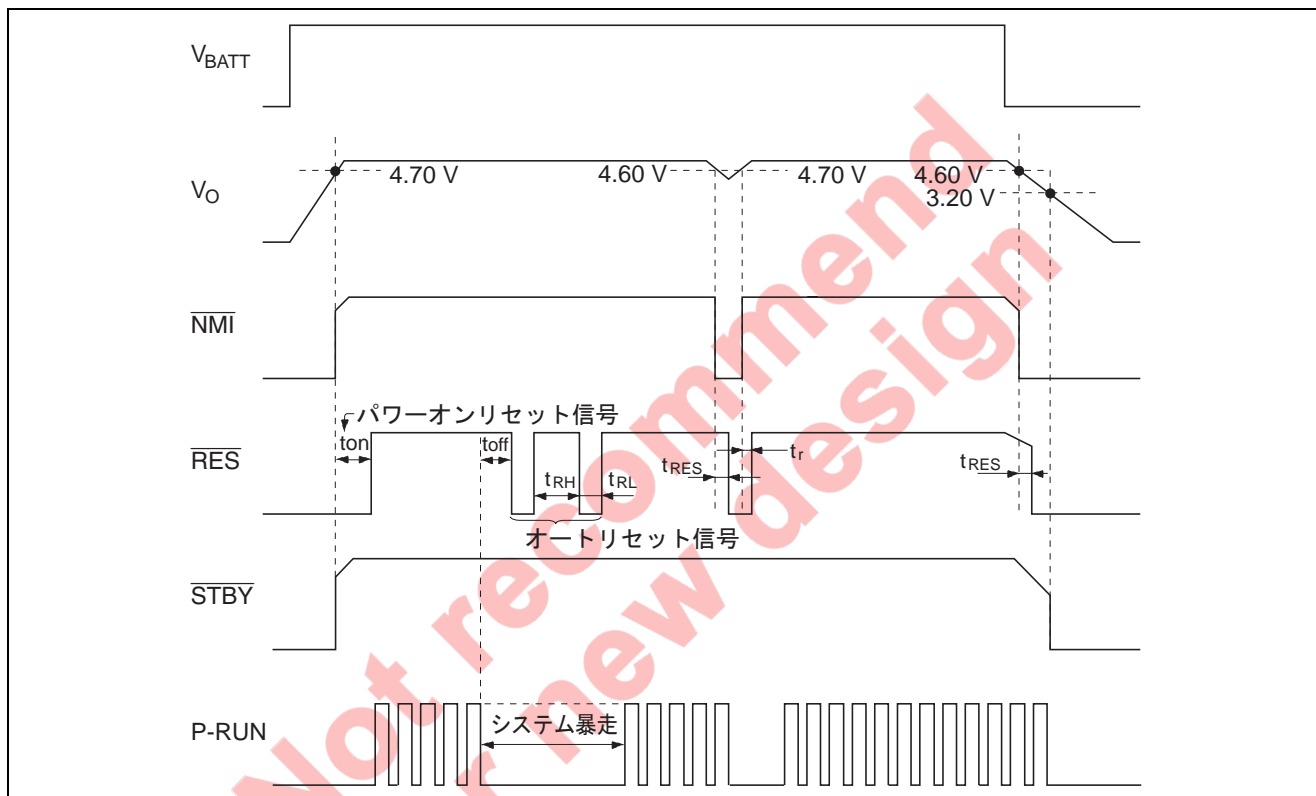 VBATT
VO
4.70 V
4.60 V
4.70 V
4.60 V
3.20 V
NMI
パワーオンリセット信号
RES
ton
toff
tRH
tRL
tRES
tr
tRES
オートリセット信号
STBY
P-RUN
システム暴走
Not recommend
r new design